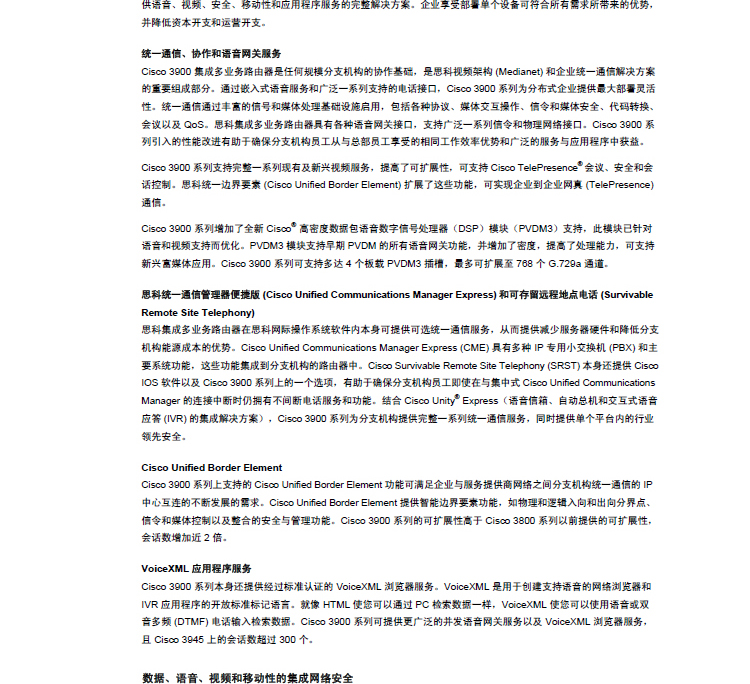 供语音、视频、安全、移动性和应用程序服务的完整解决方案。企业享受部署单个设备可符合所有需求所带来的优势，
并降低资本开支和运营开支。
统一通信、协作和语音网关服务
Cisco 3900 集成多业务路由器是任何规模分支机构的协作基础，是思科视频架构 (Medianet) 和企业统一通信解决方案
的重要组成部分。通过嵌入式语音服务和广泛一系列支持的电话接口，Cisco 3900 系列为分布式企业提供最大部署灵活
性。统一通信通过丰富的信号和媒体处理基础设施启用，包括各种协议、媒体交互操作、信令和媒体安全、代码转换、
会议以及 QoS。思科集成多业务路由器具有各种语音网关接口，支持广泛一系列信令和物理网络接口。Cisco 3900 系
列引入的性能改进有助于确保分支机构员工从与总部员工享受的相同工作效率优势和广泛的服务与应用程序中获益。
Cisco 3900 系列支持完整一系列现有及新兴视频服务，提高了可扩展性，可支持 Cisco TelePresence® 会议、安全和会
话控制。思科统一边界要素 (Cisco Unified Border Element) 扩展了这些功能，可实现企业到企业网真 (TelePresence)
通信。
Cisco 3900 系列增加了全新 Cisco® 高密度数据包语音数字信号处理器（DSP）模块（PVDM3）支持，此模块已针对
语音和视频支持而优化。PVDM3 模块支持早期 PVDM 的所有语音网关功能，并增加了密度，提高了处理能力，可支持
新兴富媒体应用。Cisco 3900 系列可支持多达 4 个板载 PVDM3 插槽，最多可扩展至 768 个 G.729a 通道。
思科统一通信管理器便捷版 (Cisco Unified Communications Manager Express) 和可存留远程地点电话 (Survivable
Remote Site Telephony)
思科集成多业务路由器在思科网际操作系统软件内本身可提供可选统一通信服务，从而提供减少服务器硬件和降低分支
机构能源成本的优势。Cisco Unified Communications Manager Express (CME) 具有多种 IP 专用小交换机 (PBX) 和主
要系统功能，这些功能集成到分支机构的路由器中。Cisco Survivable Remote Site Telephony (SRST) 本身还提供 Cisco
IOS 软件以及 Cisco 3900 系列上的一个选项，有助于确保分支机构员工即使在与集中式 Cisco Unified Communications
Manager 的连接中断时仍拥有不间断电话服务和功能。结合 Cisco Unity® Express（语音信箱、自动总机和交互式语音
应答 (IVR) 的集成解决方案），Cisco 3900 系列为分支机构提供完整一系列统一通信服务，同时提供单个平台内的行业
领先安全。
Cisco Unified Border Element
Cisco 3900 系列上支持的 Cisco Unified Border Element 功能可满足企业与服务提供商网络之间分支机构统一通信的 IP
中心互连的不断发展的需求。Cisco Unified Border Element 提供智能边界要素功能，如物理和逻辑入向和出向分界点、
信令和媒体控制以及整合的安全与管理功能。Cisco 3900 系列的可扩展性高于 Cisco 3800 系列以前提供的可扩展性，
会话数增加近 2 倍。
VoiceXML 应用程序服务
Cisco 3900 系列本身还提供经过标准认证的 VoiceXML 浏览器服务。VoiceXML 是用于创建支持语音的网络浏览器和
IVR 应用程序的开放标准标记语言。就像 HTML 使您可以通过 PC 检索数据一样，VoiceXML 使您可以使用语音或双
音多频 (DTMF) 电话输入检索数据。Cisco 3900 系列可提供更广泛的并发语音网关服务以及 VoiceXML 浏览器服务，
且 Cisco 3945 上的会话数超过 300 个。
数据、语音、视频和移动性的集成网络安全